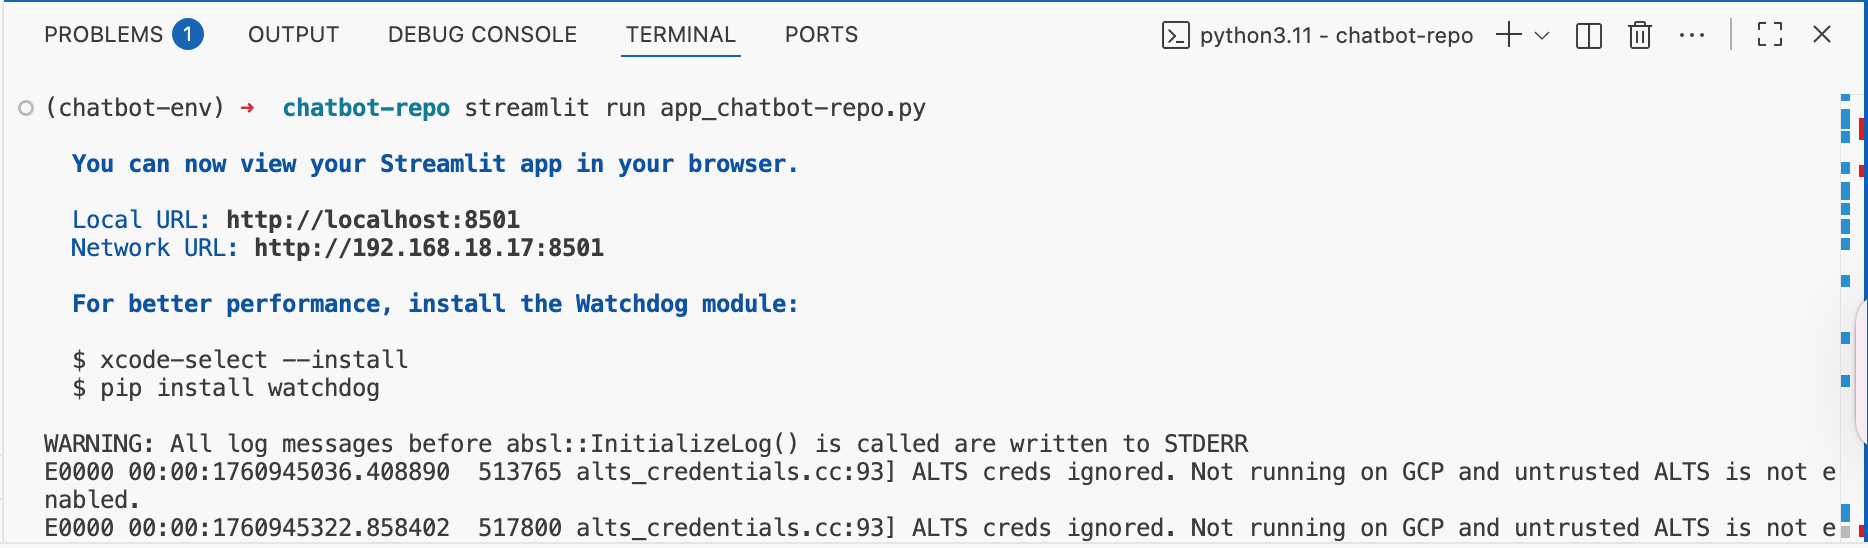 PROBLEMS 1 OUTPUT DEBUG CONSOLE TERMINAL PORTS python3.11 - chatbot-repo
(chatbot-env) ➜ chatbot-repo streamlit run app_chatbot-repo.py
You can now view your Streamlit app in your browser.
Local URL: http://localhost:8501
Network URL: http://192.168.18.17:8501
For better performance, install the Watchdog module:
$ xcode-select --install
$ pip install watchdog
WARNING: All log messages before absl::InitializeLog() is called are written to STDERR
E0000 00:00:1760945036.408890 513765 alts_credentials.cc:93] ALTS creds ignored. Not running on GCP and untrusted ALTS is not e
nabled.
E0000 00:00:1760945322.858402 517800 alts_credentials.cc:93] ALTS creds ignored. Not running on GCP and untrusted ALTS is not e